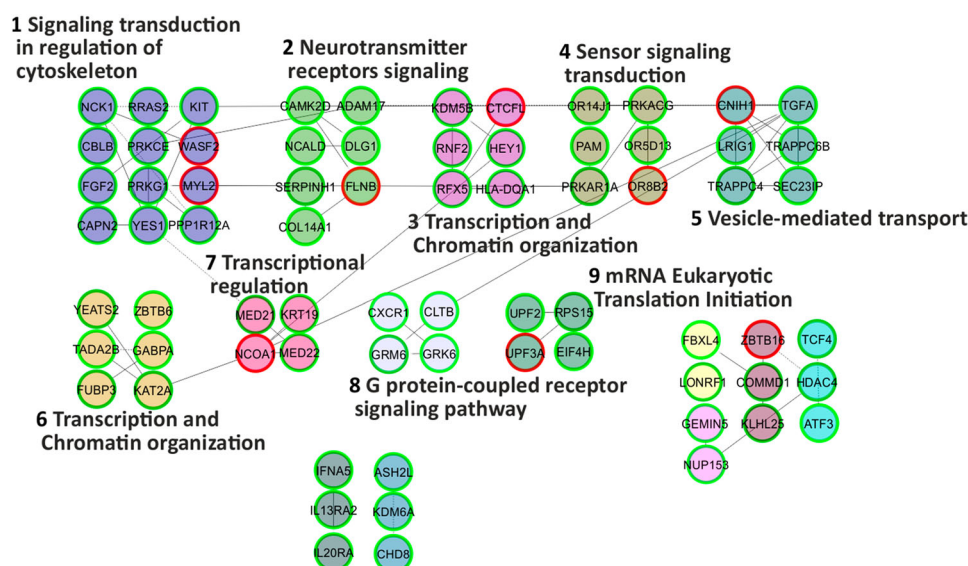 1 Signaling transduction
in regulation of
cytoskeleton
2 Neurotmitter
receptors signaling
4 Sensor signaling
transduction
NCK1 RRAS2 KIT CAMK2D ADAM17 KDM5B CTCFL OR14J1 PRKACG CNIH1 TGFA
CBLB PRKCE WASF2 NCALD DLG1 RNF2 HEY1 PAM OR5D13 LRIG1 TRAPPC6B
FGF2 PRKG1 MYL2 SERPINH1 FLNB RFX5 HLA-DQA1 PRKAR1A OR8B2 TRAPPC4 SEC23IP
CAPN2 YES1 PPP1R12A COL14A1
3 Transcription and
Chromatin organization
5 Vesicle-mediated transport
7 Transcriptional
regulation
9 mRNA Eukaryotic
Translation Initiation
YEATS2 ZBTB6 MED21 KRT19 CXCR1 CLTB UPF2 RPS15 FBXL4 ZBTB16 TCF4
TADA2B GABPA NCOA1 MED22 GRM6 GRK6 UPF3A EIF4H LONRF1 COMMD1 HDAC4
FUBP3 KAT2A
8 G protein-coupled receptor
signaling pathway
6 Transcription and
Chromatin organization
GEMIN5 KLHL25 ATF3
NUP153
IFNA5 ASH2L
IL13RA2 KDM6A
IL20RA CHD8